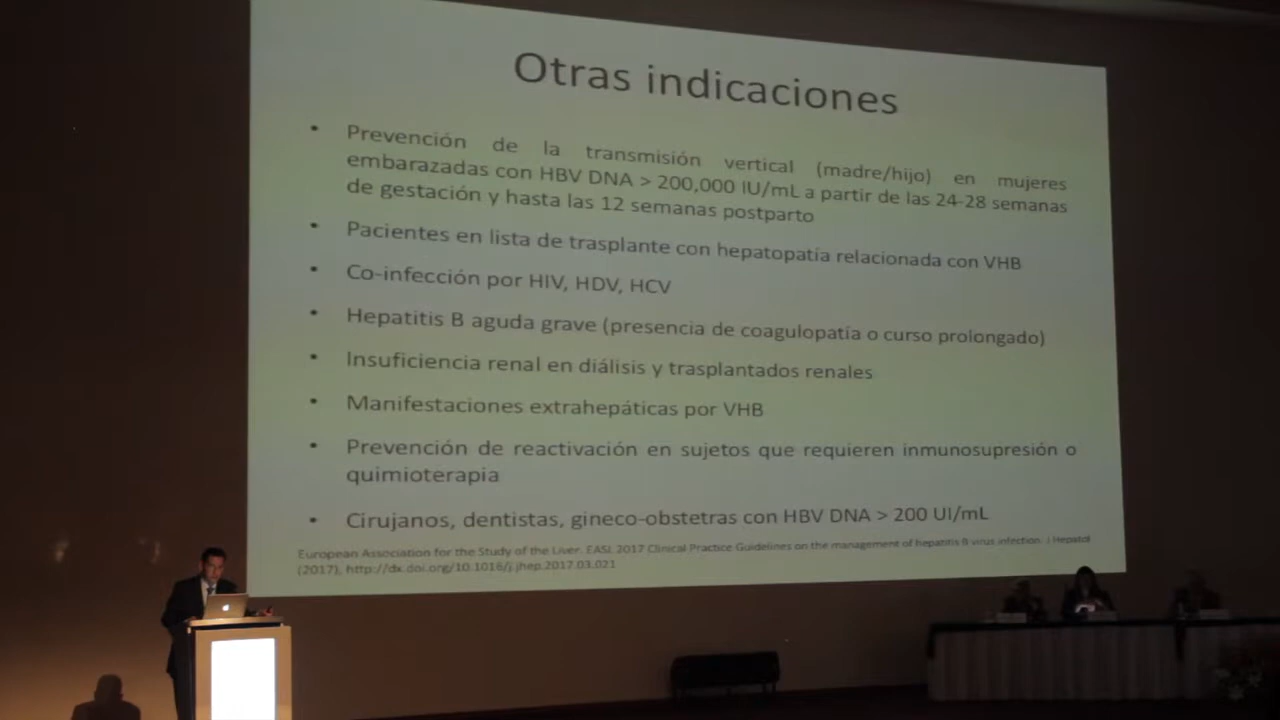 Otras indicaciones
• Prevención de la transmisión vertical (madre/hijo) en mujeres
embarazadas con HBV DNA > 200,000 IU/mL a partir de las 24-28 semanas
de gestación y hasta las 12 semanas postparto
• Pacientes en lista de trasplante con hepatopatía relacionada con VHB
• Co-infección por HIV, HDV, HCV
• Hepatitis B aguda grave (presencia de coagulopatía o curso prolongado)
• Insuficiencia renal en diálisis y trasplantados renales
• Manifestaciones extrahepáticas por VHB
• Prevención de reactivación en sujetos que requieren inmunosupresión o
quimioterapia
• Cirujanos, dentistas, gineco-obstetras con HBV DNA > 200 UI/mL
European Association for the Study of the Liver. EASL 2017 Clinical Practice Guidelines on the management of hepatitis B virus infection. J Hepatol
(2017), http://dx.doi.org/10.1016/j.jhep.2017.03.021